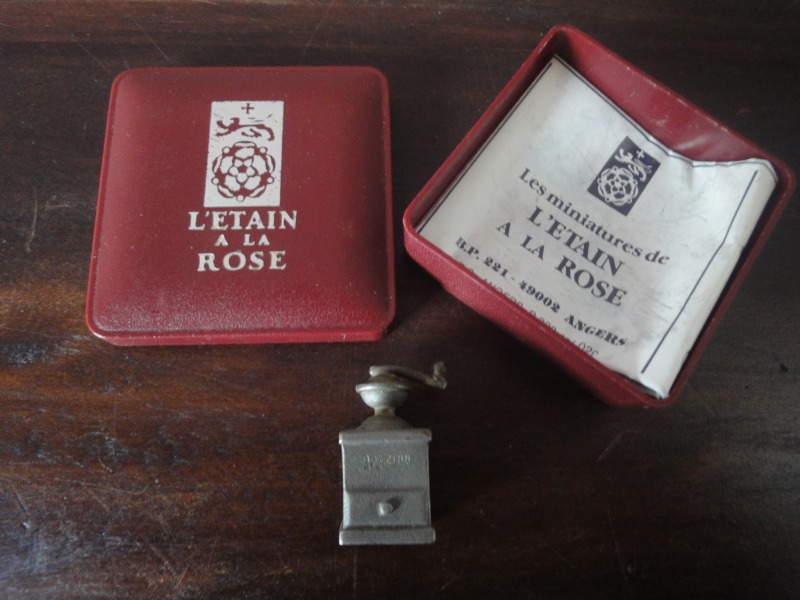 L'ETAIN
A LA
ROSE
Les miniatures de
L'ETAIN
A LA ROSE
B.P. 221 - 49002 ANGERS